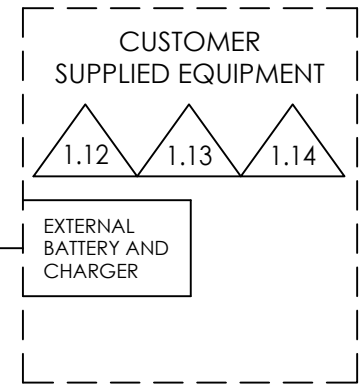 CUSTOMER
SUPPLIED EQUIPMENT
1.12 1.13 1.14
EXTERNAL
BATTERY AND
CHARGER